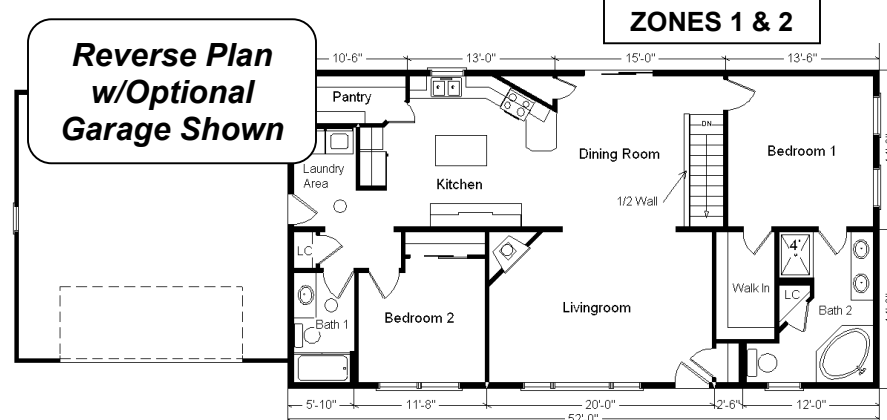 ZONES 1 & 2
Reverse Plan
w/Optional
Garage Shown
10'-6"
13'-0"
15'-0"
13'-6"
Pantry
DN
Laundry
Area
Kitchen
Dining Room
Bedroom 1
1/2 Wall
LC
4'
Walk In
LC
Livingroom
Bath 2
Bath 1
Bedroom 2
5'-10"
11'-8"
20'-0"
2'-6"
12'-0"
52'-0"